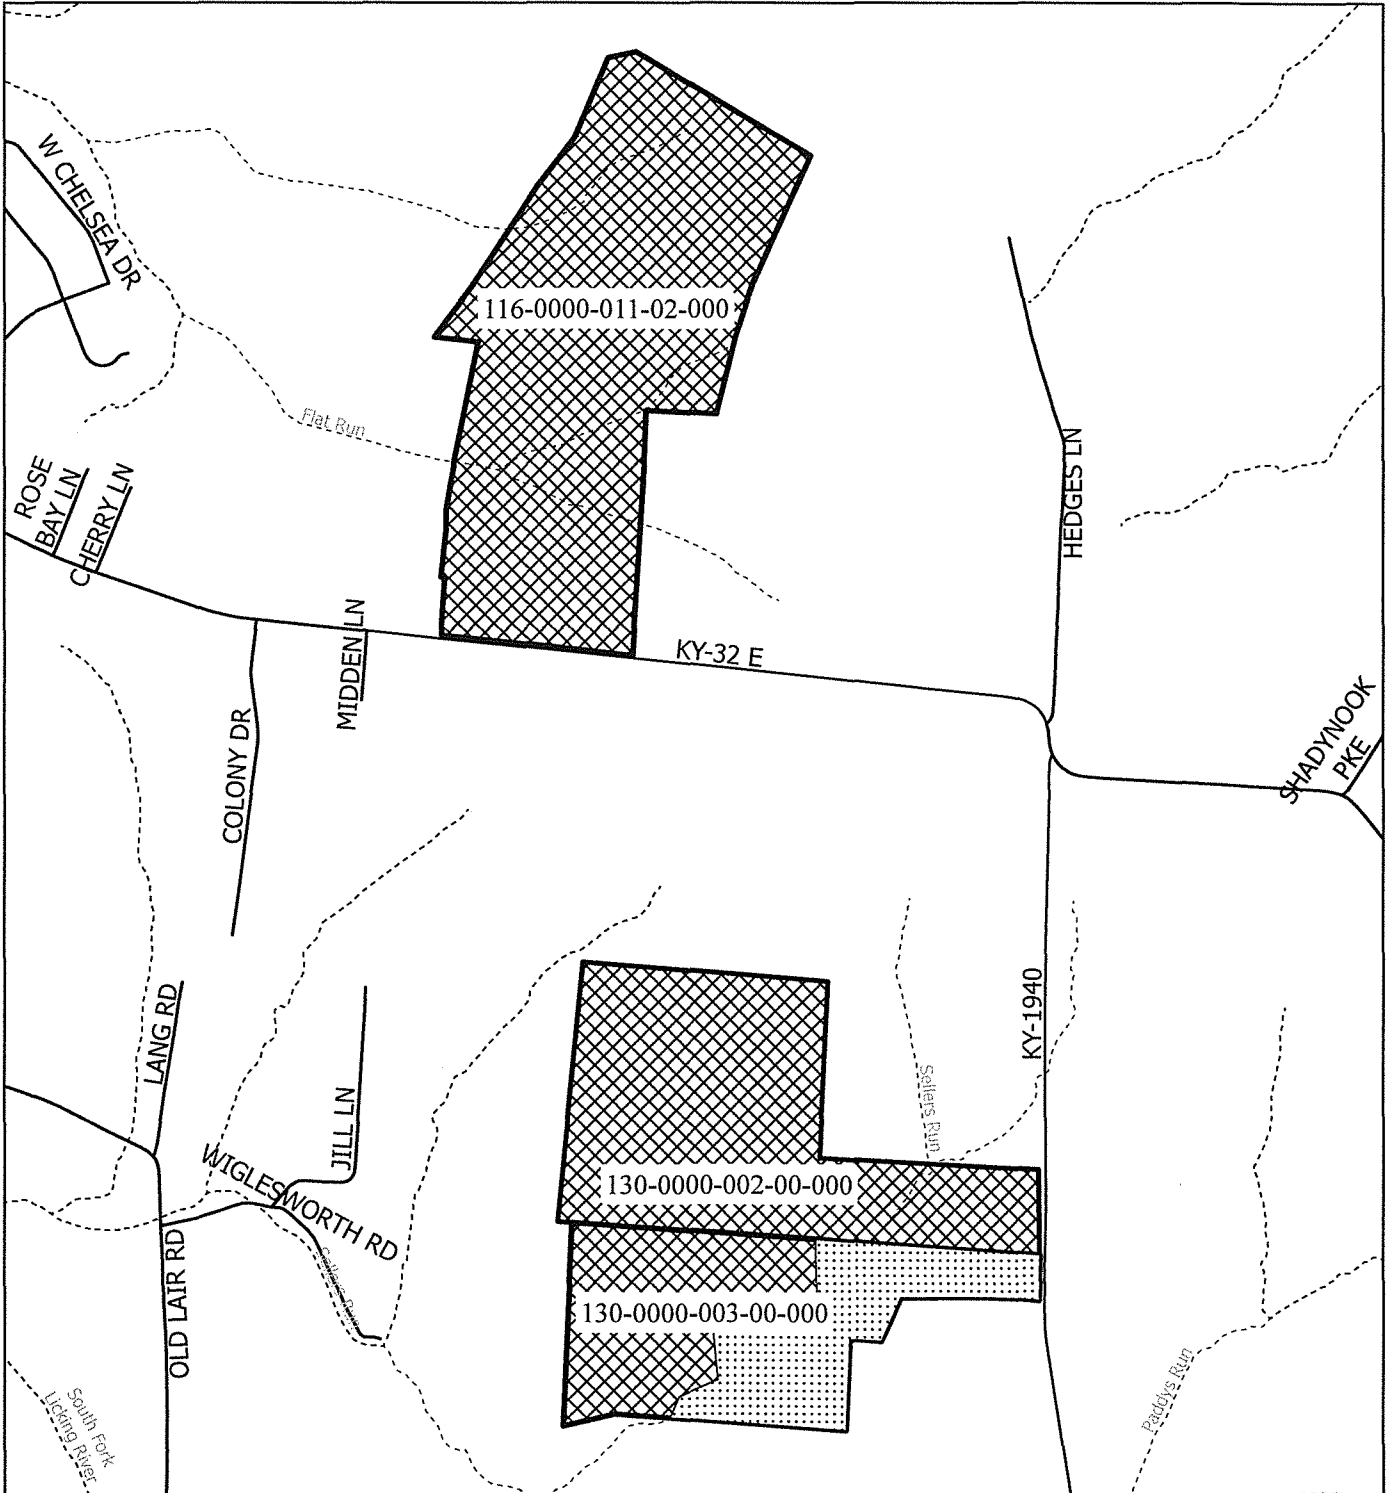 W CHELSEA DR
116-0000-011-02-000
Flat Run
HEDGES LN
ROSE
BAY LN
CHERRY LN
MIDDEN LN
KY-32 E
COLONY DR
SHADYNOOK
PKE
LANG RD
KY-1940
Sellers Run
JILL LN
WIGLESWORTH RD
130-0000-002-00-000
OLD LAIR RD
Sellers Run
130-0000-003-00-000
Paddys Run
South Fork
Licking River